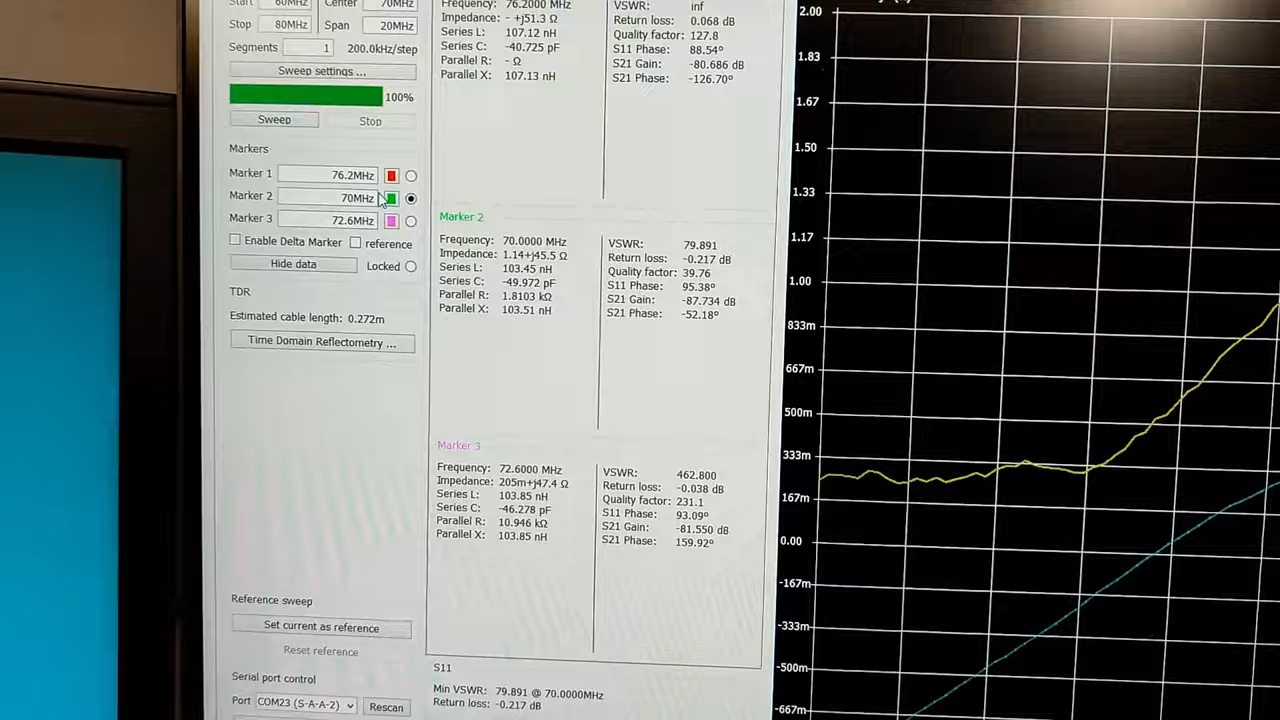 Start 60MHz Center 70MHz
Stop 80MHz Span 20MHz
Segments 1 200.0kHz/step
Sweep settings ...
100%
Sweep Stop
Markers
Marker 1 76.2MHz
Marker 2 70MHz
Marker 3 72.6MHz
Enable Delta Marker reference
Hide data Locked
TDR
Estimated cable length: 0.272m
Time Domain Reflectometry ...
Reference sweep
Set current as reference
Reset reference
Serial port control
Port COM23 (S-A-A-2) Rescan
Frequency: 76.2000 MHz
Impedance: - +j51.3 Ω
Series L: 107.12 nH
Series C: -40.725 pF
Parallel R: - Ω
Parallel X: 107.13 nH
VSWR: inf
Return loss: 0.068 dB
Quality factor: 127.8
S11 Phase: 88.54°
S21 Gain: -80.686 dB
S21 Phase: -126.70°
Marker 2
Frequency: 70.0000 MHz
Impedance: 1.14+j45.5 Ω
Series L: 103.45 nH
Series C: -49.972 pF
Parallel R: 1.8103 kΩ
Parallel X: 103.51 nH
VSWR: 79.891
Return loss: -0.217 dB
Quality factor: 39.76
S11 Phase: 95.38°
S21 Gain: -87.734 dB
S21 Phase: -52.18°
Marker 3
Frequency: 72.6000 MHz
Impedance: 205m+j47.4 Ω
Series L: 103.85 nH
Series C: -46.278 pF
Parallel R: 10.946 kΩ
Parallel X: 103.85 nH
VSWR: 462.800
Return loss: -0.038 dB
Quality factor: 231.1
S11 Phase: 93.09°
S21 Gain: -81.550 dB
S21 Phase: 159.92°
S11
Min VSWR: 79.891 @ 70.0000MHz
Return loss: -0.217 dB
2.00
1.83
1.67
1.50
1.33
1.17
1.00
833m
667m
500m
333m
167m
0.00
-167m
-333m
-500m
-667m